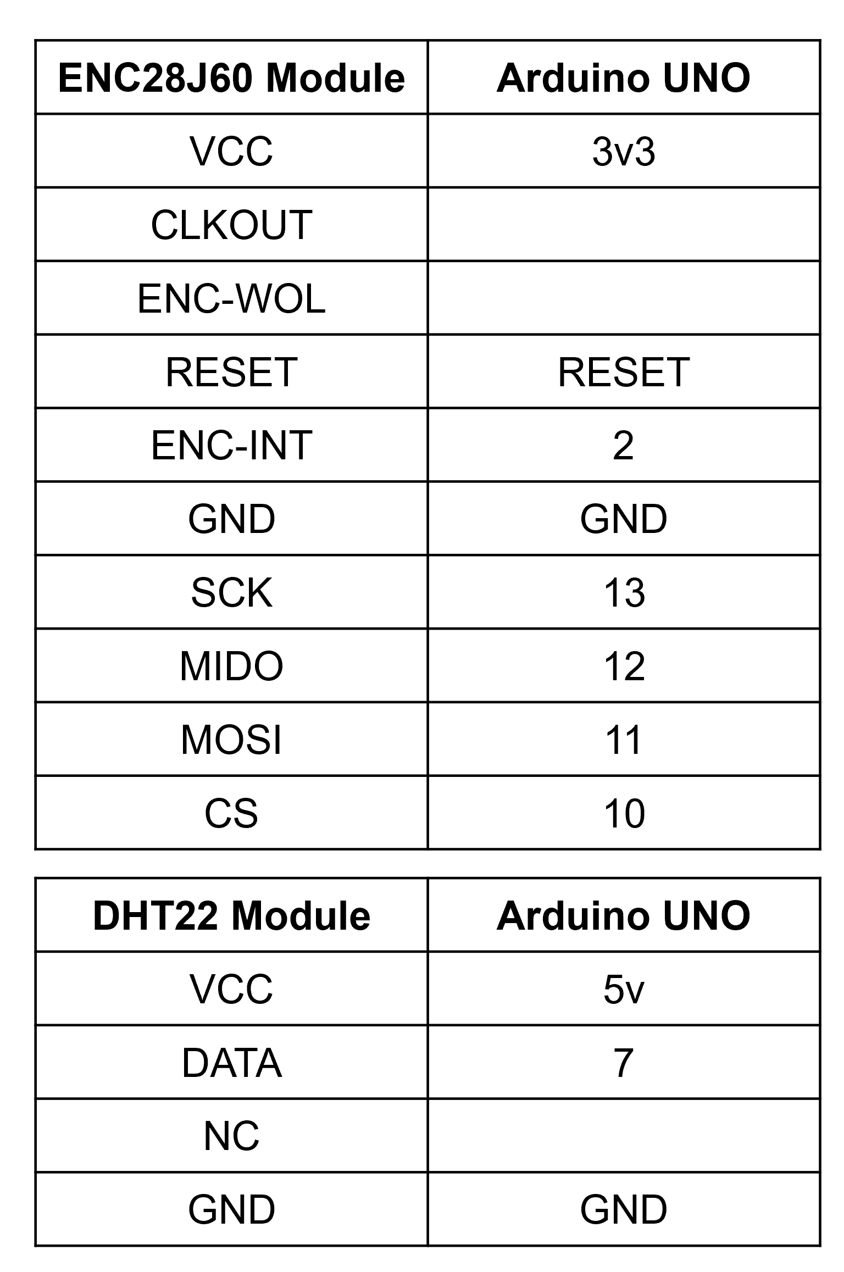 ENC28J60 Module Arduino UNO
VCC 3v3
CLKOUT
ENC-WOL
RESET RESET
ENC-INT 2
GND GND
SCK 13
MIDO 12
MOSI 11
CS 10
DHT22 Module Arduino UNO
VCC 5v
DATA 7
NC
GND GND